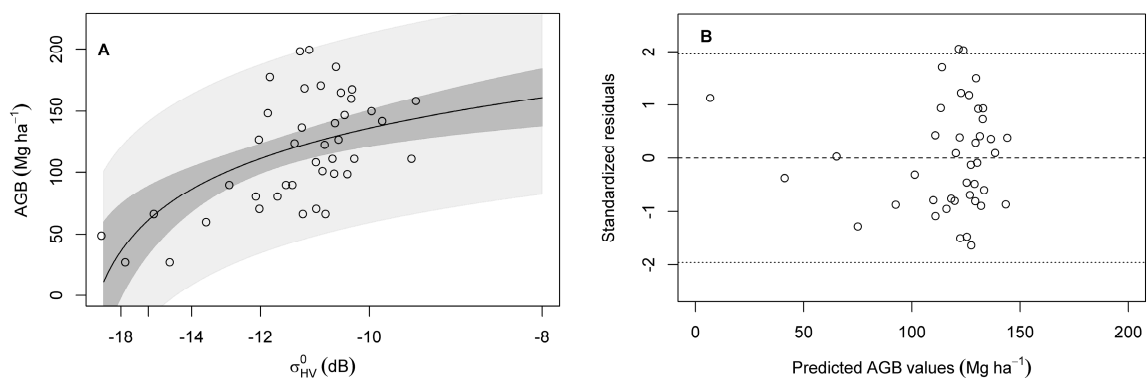 A
200
150
100
50
0
AGB (Mg ha⁻¹)
-18 -14 -12 -10 -8
σ⁰HV (dB)
B
2
1
0
-1
-2
Standardized residuals
0 50 100 150 200
Predicted AGB values (Mg ha⁻¹)